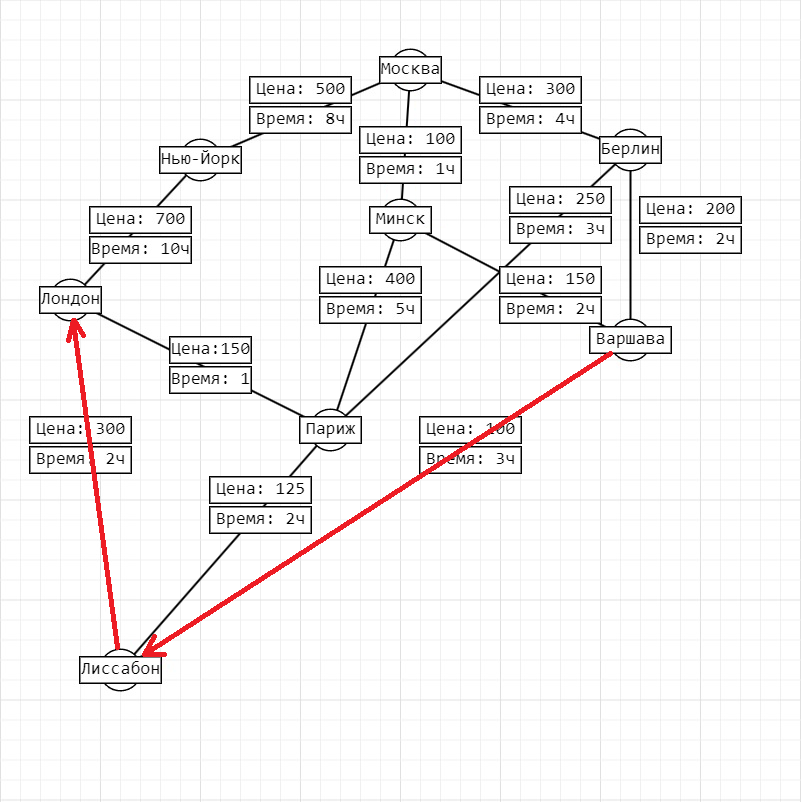 Москва
Цена: 500
Время: 8ч
Цена: 300
Время: 4ч
Цена: 100
Время: 1ч
Нью-Йорк
Берлин
Цена: 700
Время: 10ч
Минск
Цена: 250
Время: 3ч
Цена: 200
Время: 2ч
Лондон
Цена: 400
Время: 5ч
Цена: 150
Время: 2ч
Варшава
Цена:150
Время: 1
Цена: 300
Время: 2ч
Париж
Цена: 100
Время: 3ч
Цена: 125
Время: 2ч
Лиссабон